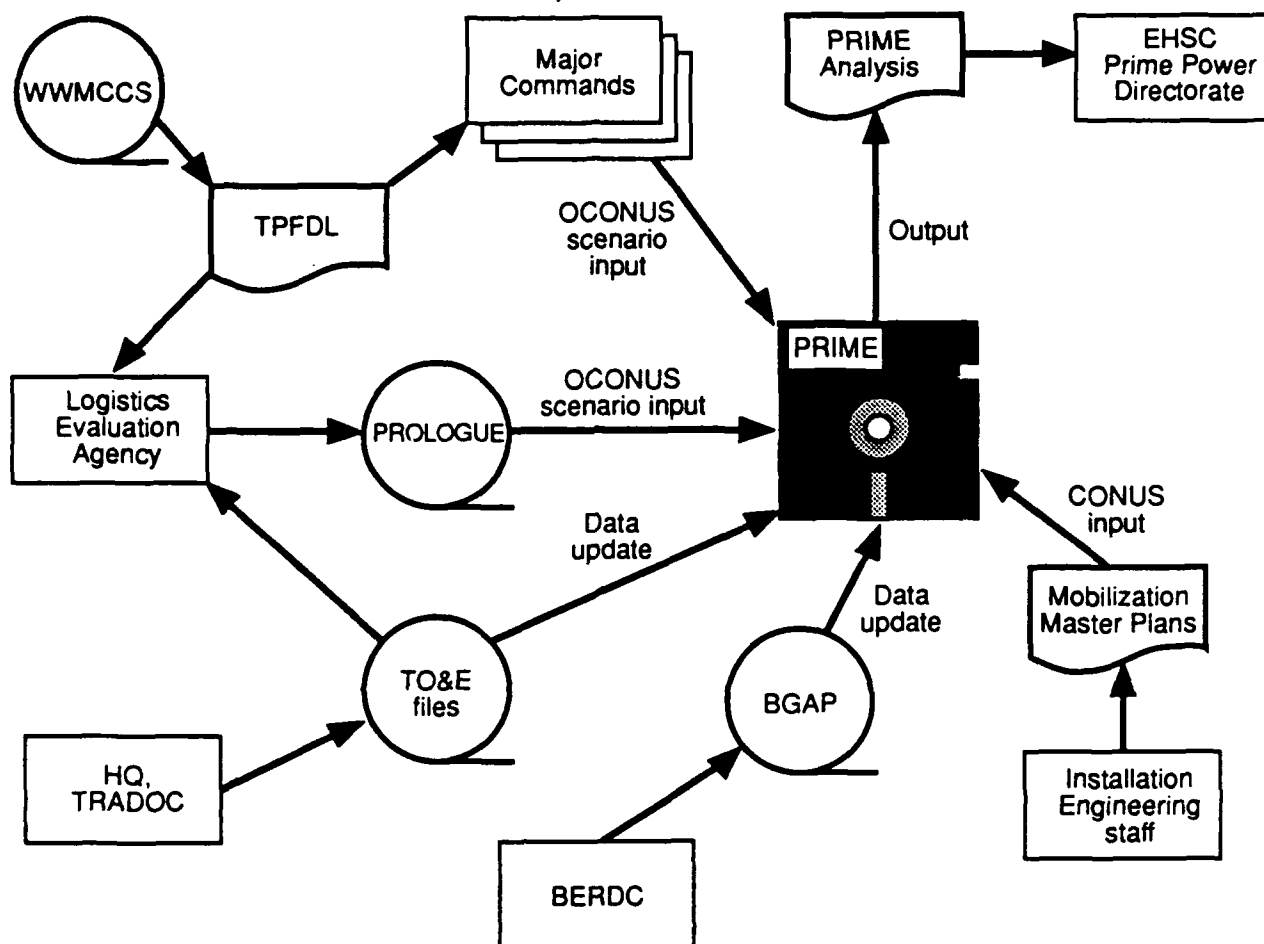 WWMCCS
Major
Commands
PRIME
Analysis
EHSC
Prime Power
Directorate
TPFDL
OCONUS
scenario
input
Output
PRIME
Logistics
Evaluation
Agency
PROLOGUE
OCONUS
scenario input
CONUS
input
Data
update
Data
update
Mobilization
Master Plans
TO&E
files
BGAP
HQ,
TRADOC
Installation
Engineering
staff
BERDC